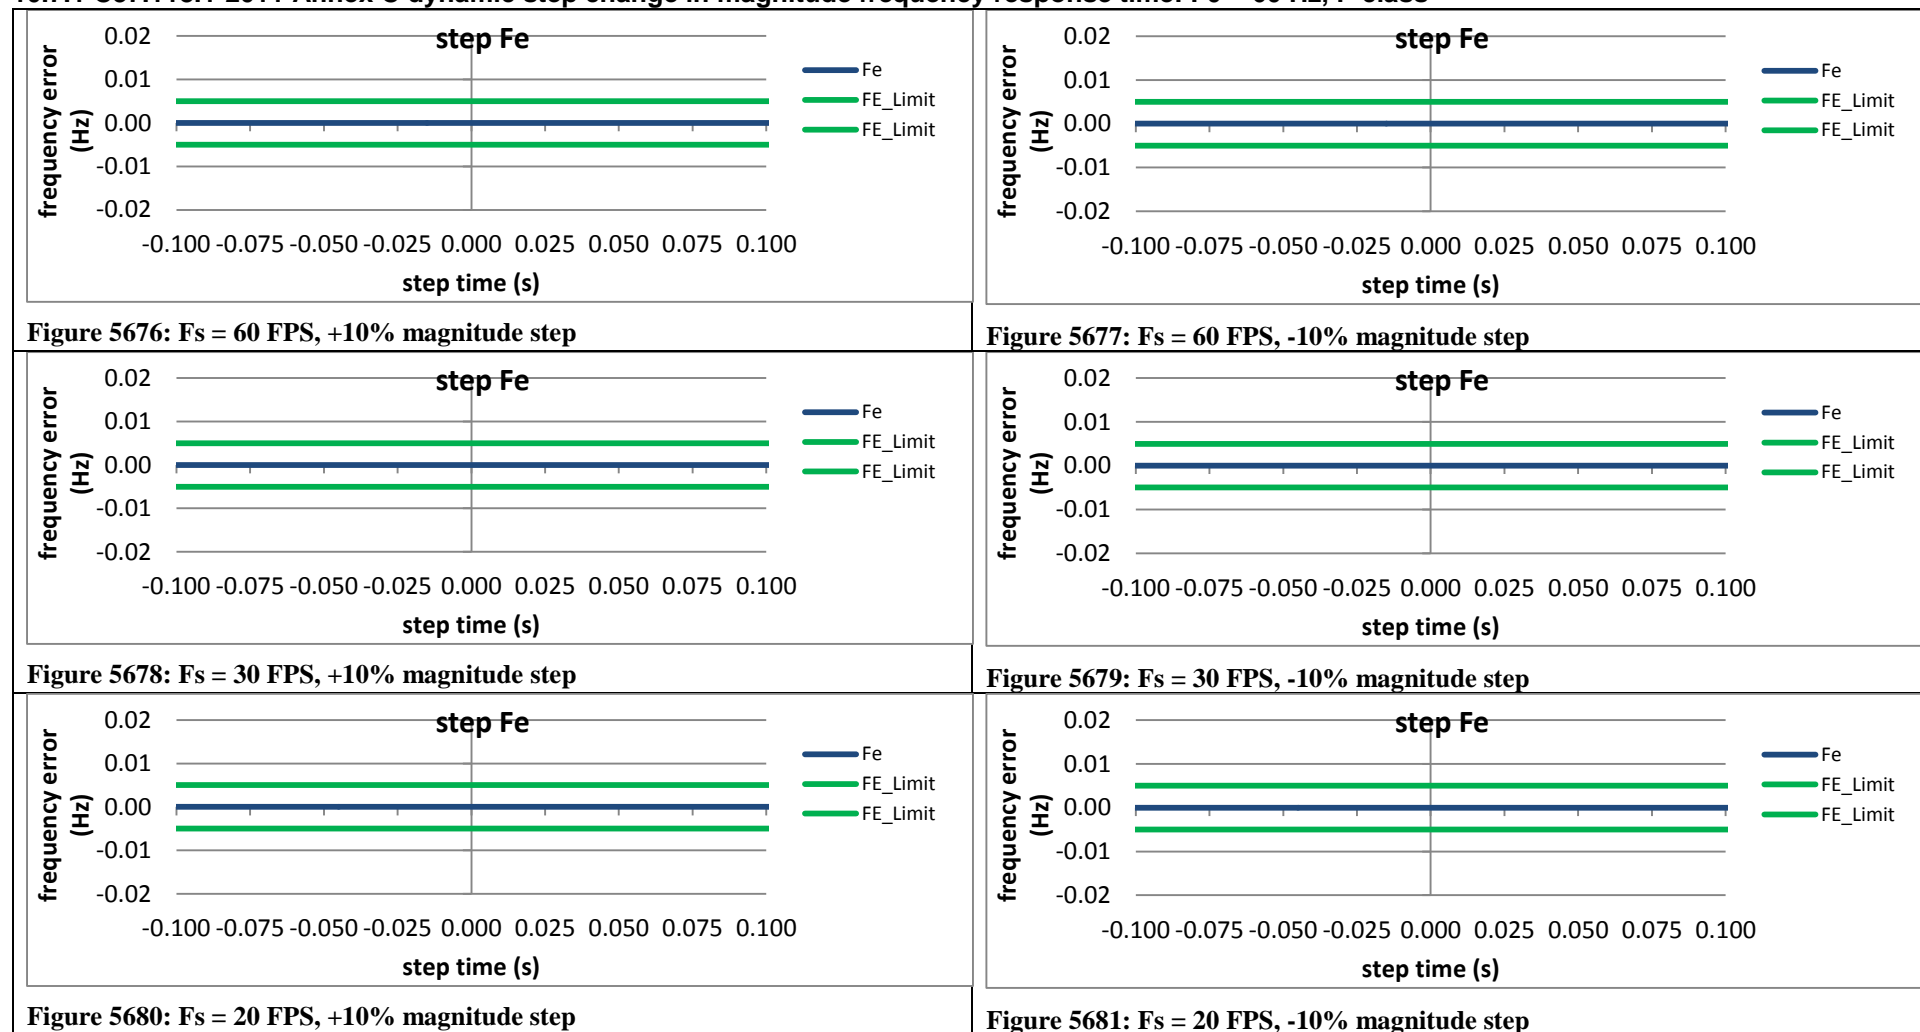 step Fe
frequency error
(Hz)
0.02
0.01
0.00
-0.01
-0.02
-0.100 -0.075 -0.050 -0.025 0.000 0.025 0.050 0.075 0.100
step time (s)
Fe
FE_Limit
FE_Limit
Figure 5676: Fs = 60 FPS, +10% magnitude step
step Fe
frequency error
(Hz)
0.02
0.01
0.00
-0.01
-0.02
-0.100 -0.075 -0.050 -0.025 0.000 0.025 0.050 0.075 0.100
step time (s)
Fe
FE_Limit
FE_Limit
Figure 5677: Fs = 60 FPS, -10% magnitude step
step Fe
frequency error
(Hz)
0.02
0.01
0.00
-0.01
-0.02
-0.100 -0.075 -0.050 -0.025 0.000 0.025 0.050 0.075 0.100
step time (s)
Fe
FE_Limit
FE_Limit
Figure 5678: Fs = 30 FPS, +10% magnitude step
step Fe
frequency error
(Hz)
0.02
0.01
0.00
-0.01
-0.02
-0.100 -0.075 -0.050 -0.025 0.000 0.025 0.050 0.075 0.100
step time (s)
Fe
FE_Limit
FE_Limit
Figure 5679: Fs = 30 FPS, -10% magnitude step
step Fe
frequency error
(Hz)
0.02
0.01
0.00
-0.01
-0.02
-0.100 -0.075 -0.050 -0.025 0.000 0.025 0.050 0.075 0.100
step time (s)
Fe
FE_Limit
FE_Limit
Figure 5680: Fs = 20 FPS, +10% magnitude step
step Fe
frequency error
(Hz)
0.02
0.01
0.00
-0.01
-0.02
-0.100 -0.075 -0.050 -0.025 0.000 0.025 0.050 0.075 0.100
step time (s)
Fe
FE_Limit
FE_Limit
Figure 5681: Fs = 20 FPS, -10% magnitude step